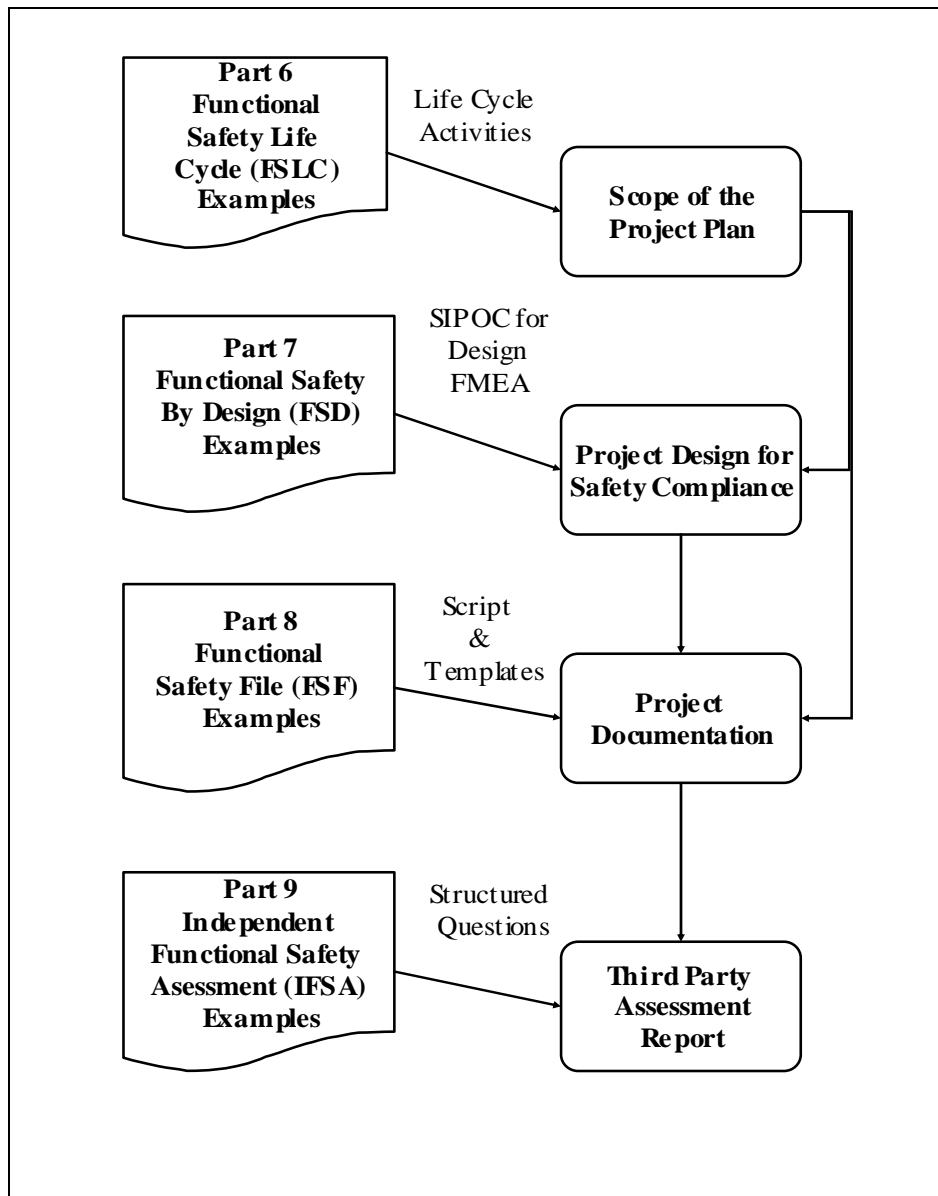 Part 6
Functional
Safety Life
Cycle (FSLC)
Examples
Life Cycle
Activities
Scope of the
Project Plan
Part 7
Functional Safety
By Design (FSD)
Examples
SIPOC for
Design
FMEA
Project Design for
Safety Compliance
Part 8
Functional
Safety File (FSF)
Examples
Script
&
Templates
Project
Documentation
Part 9
Independent
Functional Safety
Asessment (IFSA)
Examples
Structured
Questions
Third Party
Assessment
Report